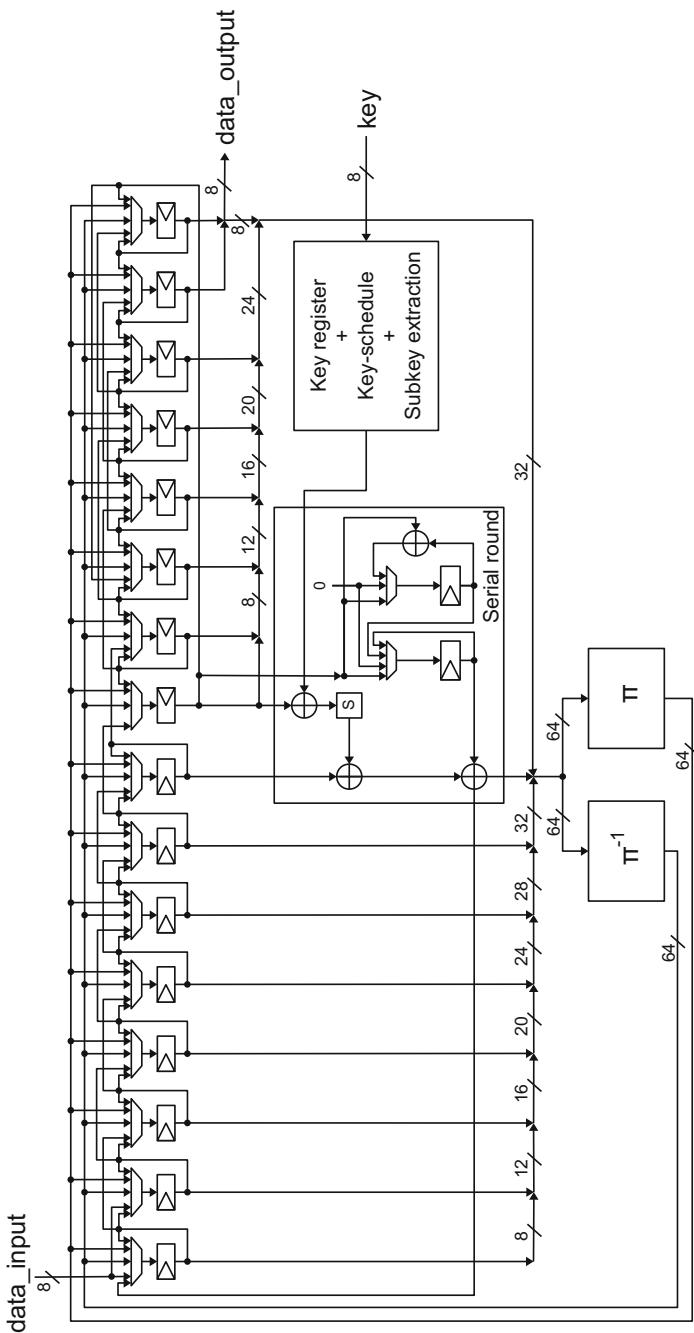 data_input
8
data_output
8
8
key
8
24
20
16
12
8
Key register
+
Key-schedule
+
Subkey extraction
0
Serial round
S
32
32
28
24
20
16
12
8
64
64
π
π-1
64
64